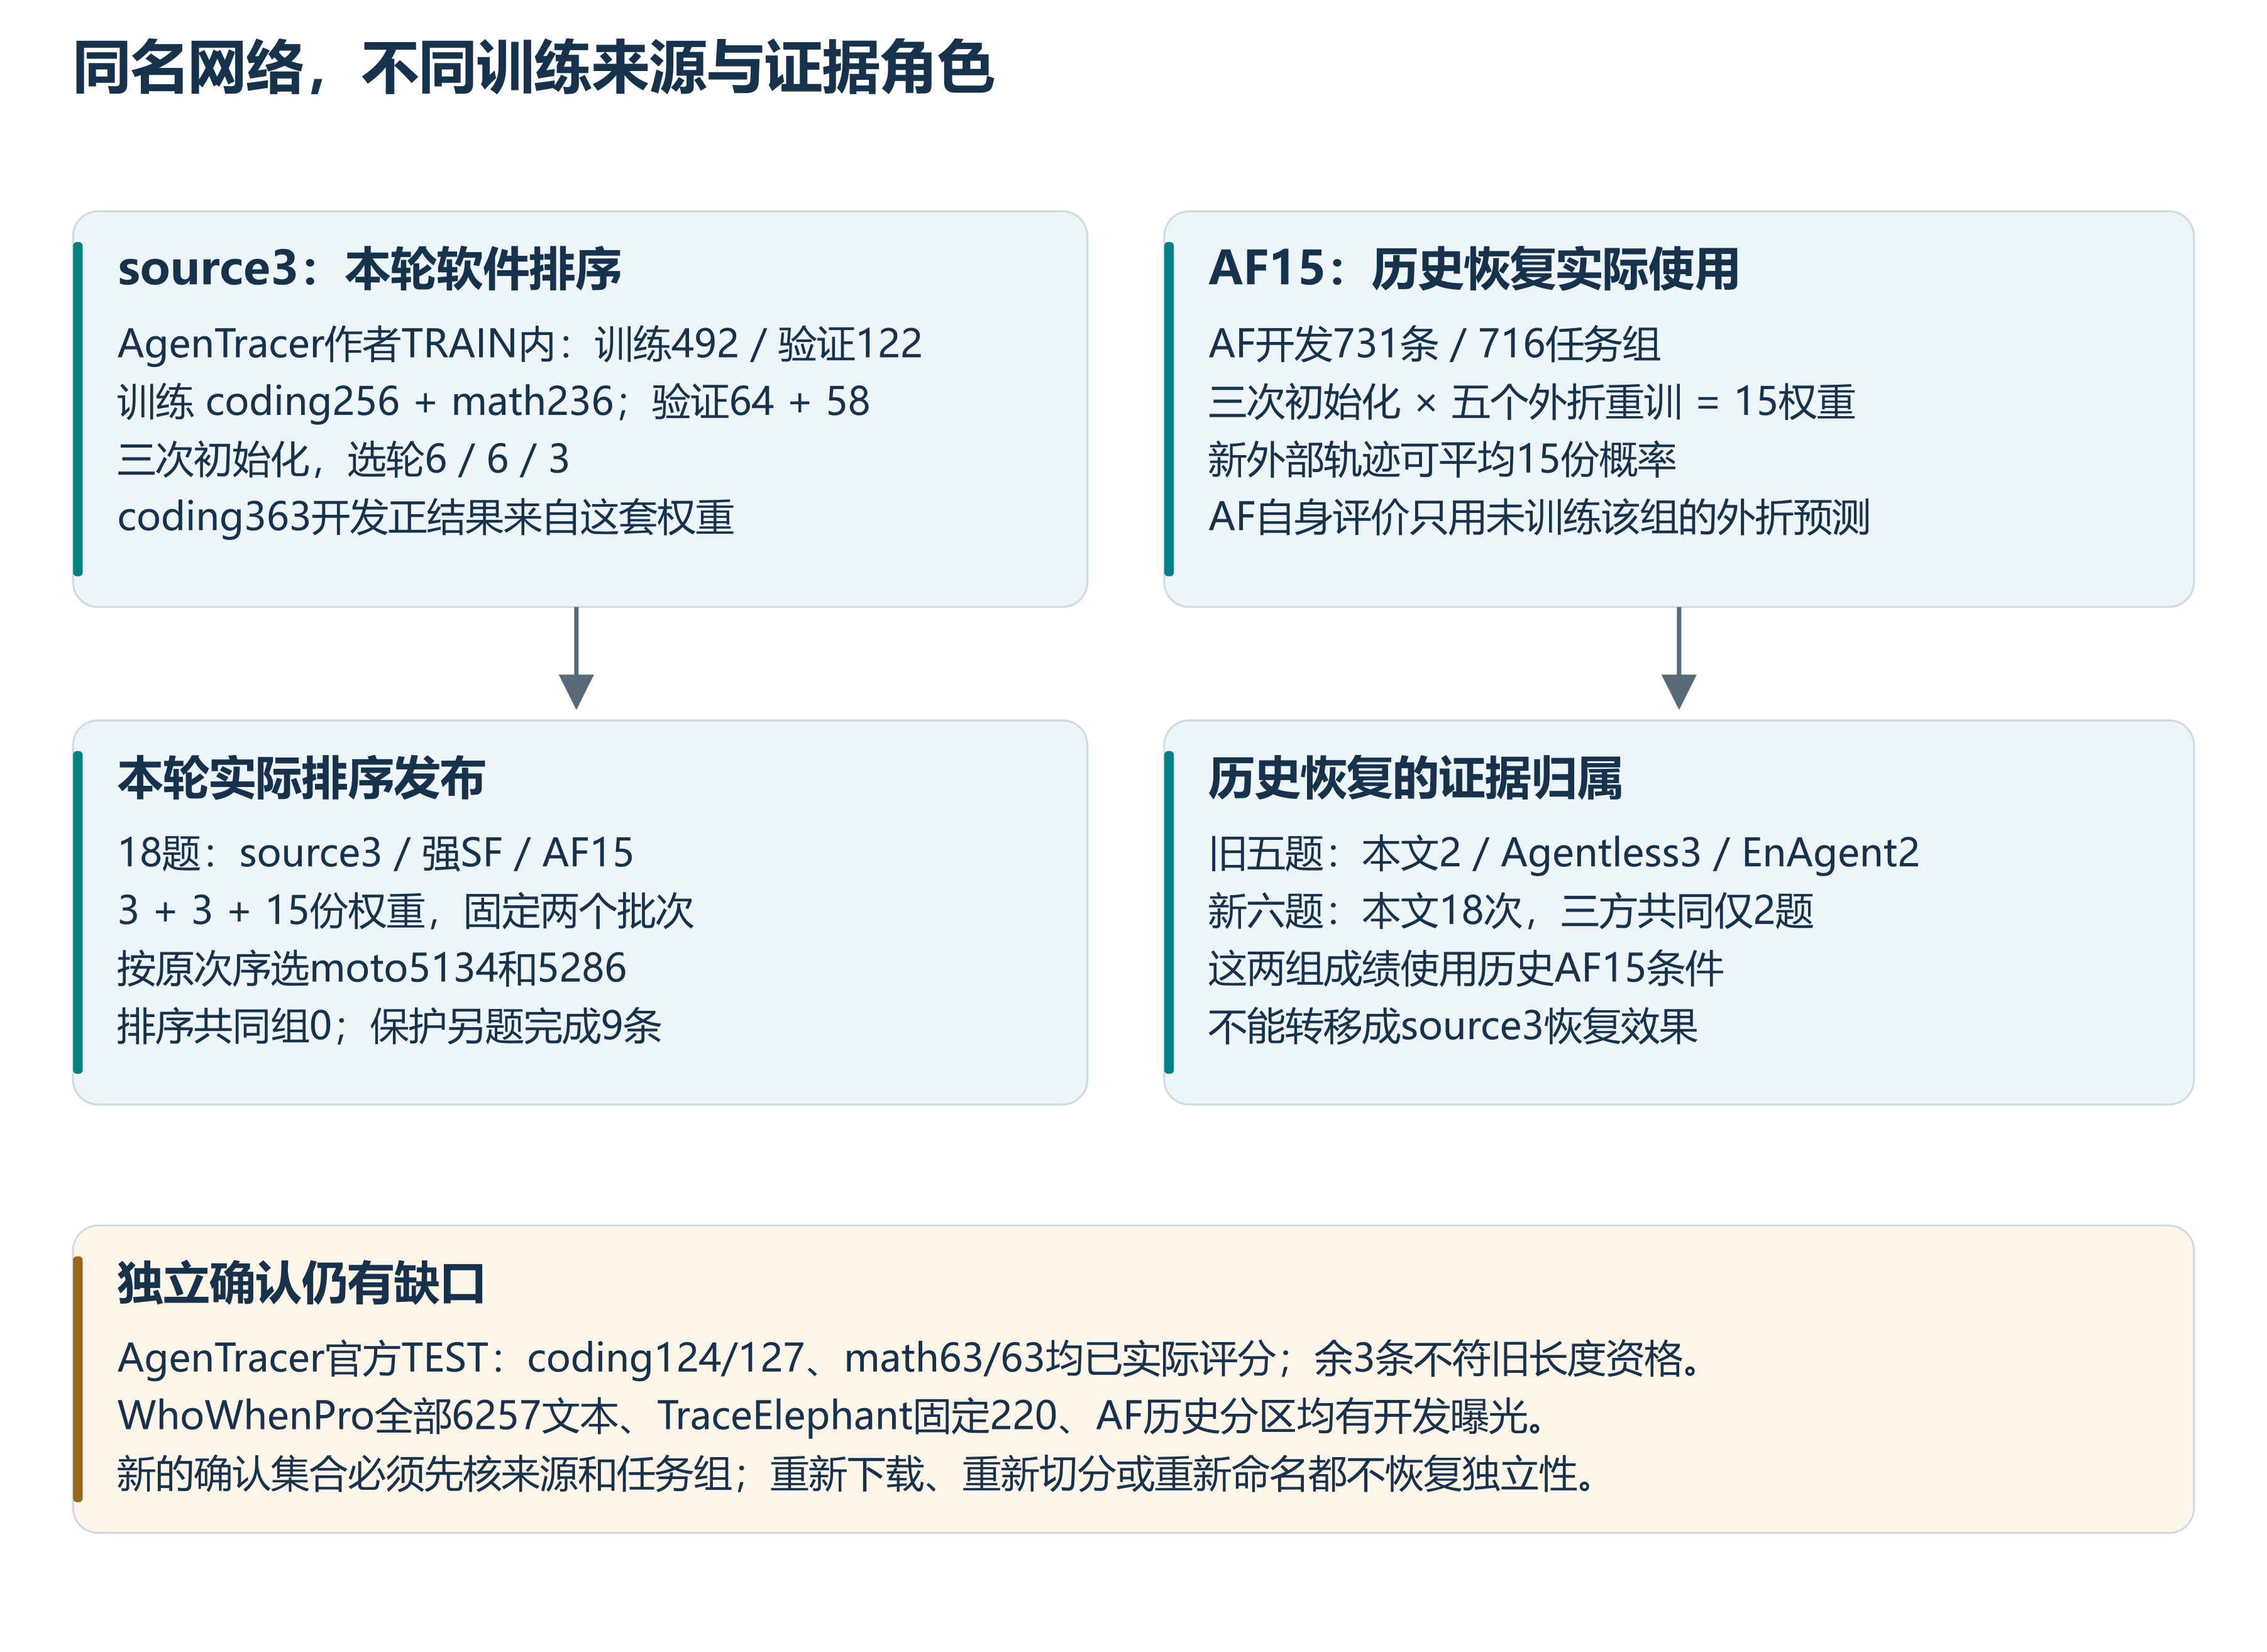 同名网络，不同训练来源与证据角色
source3：本轮软件排序
AgenTracer作者TRAIN内：训练492 / 验证122
训练 coding256 + math236；验证64 + 58
三次初始化，选轮6 / 6 / 3
coding363开发正结果来自这套权重
AF15：历史恢复实际使用
AF开发731条 / 716任务组
三次初始化 × 五个外折重训 = 15权重
新外部轨迹可平均15份概率
AF自身评价只用未训练该组的外折预测
本轮实际排序发布
18题：source3 / 强SF / AF15
3 + 3 + 15份权重，固定两个批次
按原次序选moto5134和5286
排序共同组0；保护另题完成9条
历史恢复的证据归属
旧五题：本文2 / Agentless3 / EnAgent2
新六题：本文18次，三方共同仅2题
这两组成绩使用历史AF15条件
不能转移成source3恢复效果
独立确认仍有缺口
AgenTracer官方TEST：coding124/127、math63/63均已实际评分；余3条不符旧长度资格。
WhoWhenPro全部6257文本、TraceElephant固定220、AF历史分区均有开发曝光。
新的确认集合必须先核来源和任务组；重新下载、重新切分或重新命名都不恢复独立性。